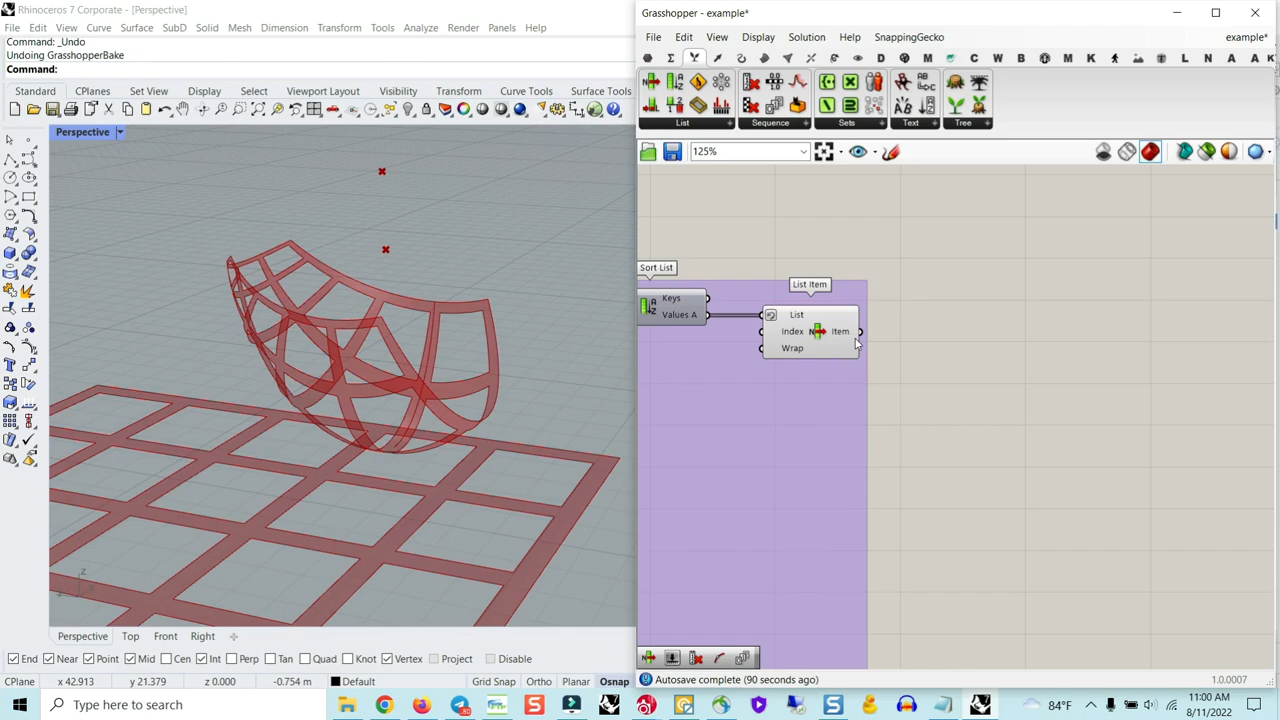 Rhinoceros 7 Corporate - [Perspective]
File Edit View Curve Surface SubD Solid Mesh Dimension Transform Tools Analyze Render Panels Help
Command: _Undo
Undoing GrasshopperBake
Command:
Standard CPlanes Set View Display Select Viewport Layout Visibility Transform Curve Tools Surface Tools
Perspective
z
Perspective Top Front Right
End Near Point Mid Cen Int Perp Tan Quad Knot Vertex Project Disable
CPlane x 42.913 y 21.379 z 0.000 -0.754 m Default Grid Snap Ortho Planar Osnap
Grasshopper - example*
File Edit View Display Solution Help SnappingGecko example*
List Sequence Sets Text Tree
125%
Sort List
Keys
Values A
List Item
List
Index Item
Wrap
Autosave complete (90 seconds ago) 1.0.0007
Type here to search
80
84°F
11:00 AM
8/11/2022